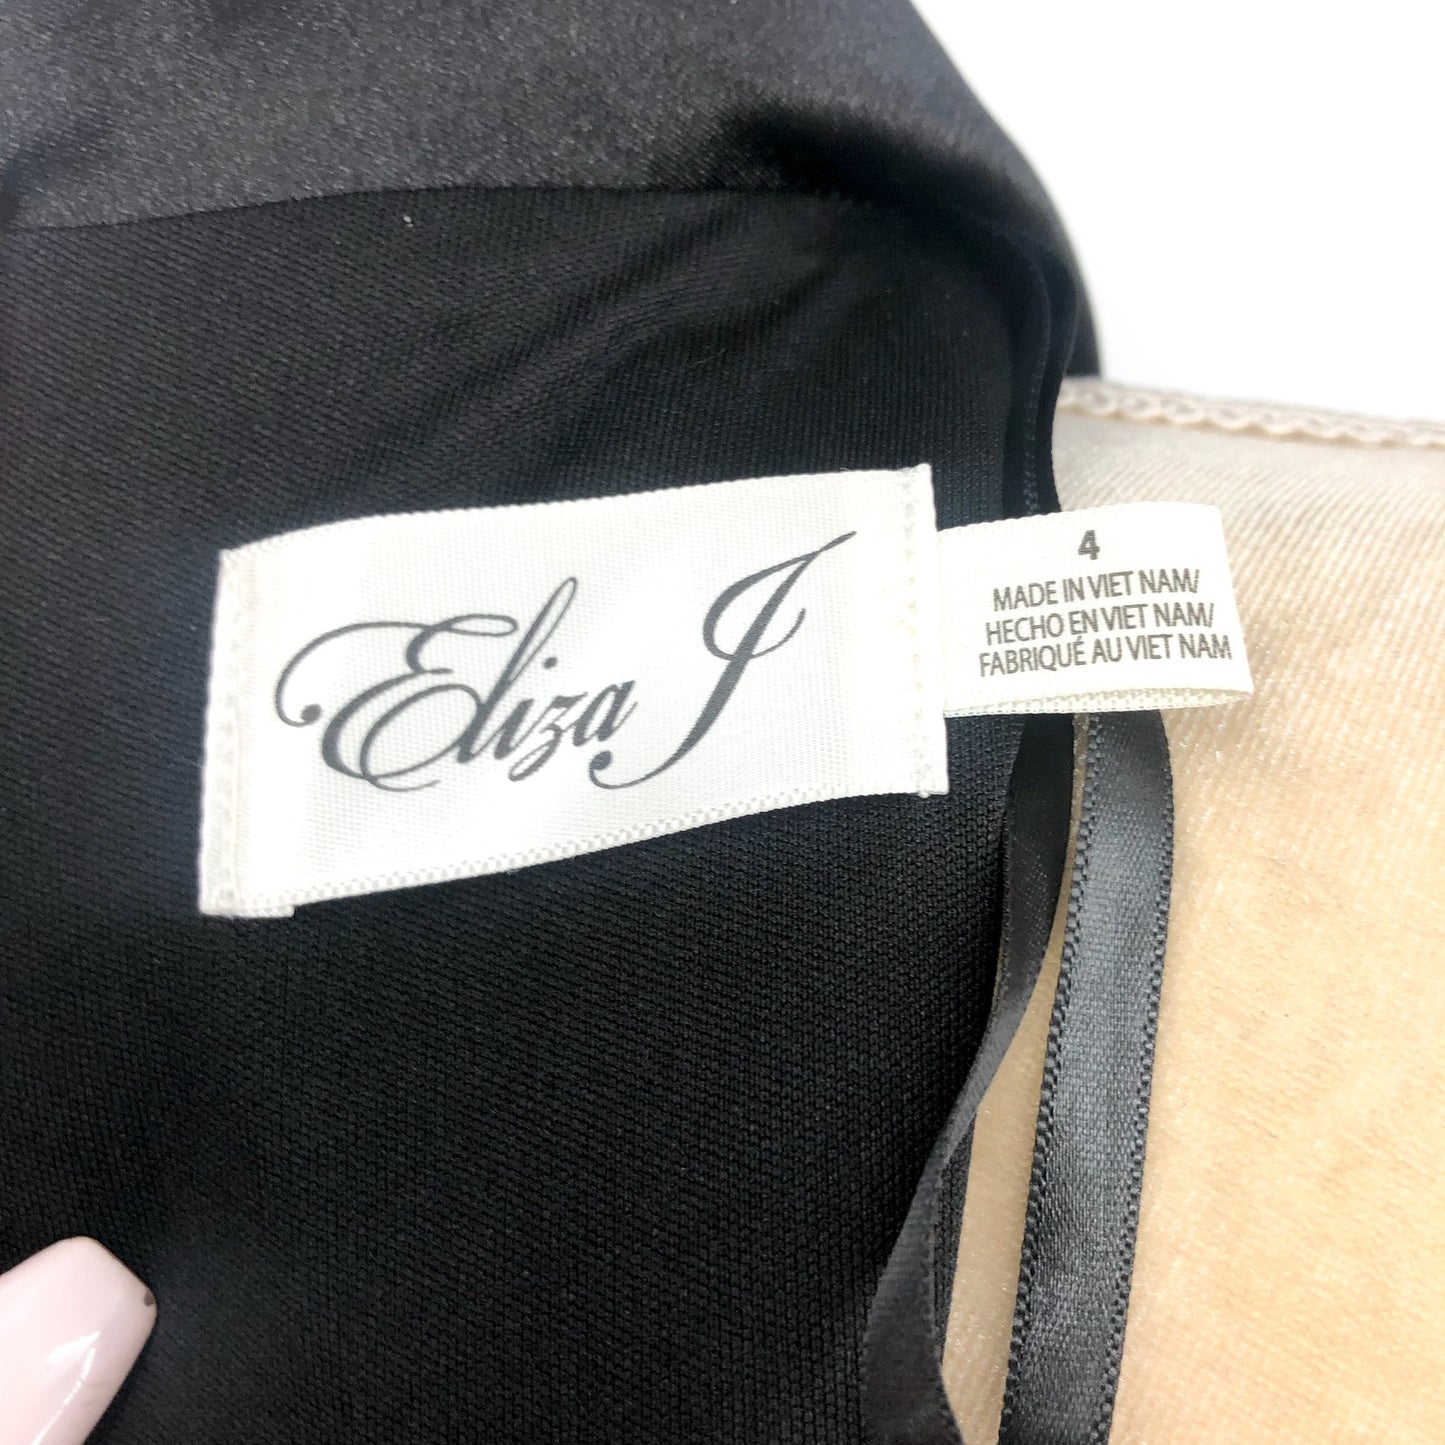 Eliza J
4
MADE IN VIET NAM/
HECHO EN VIET NAM/
FABRIQUÉ AU VIET NAM